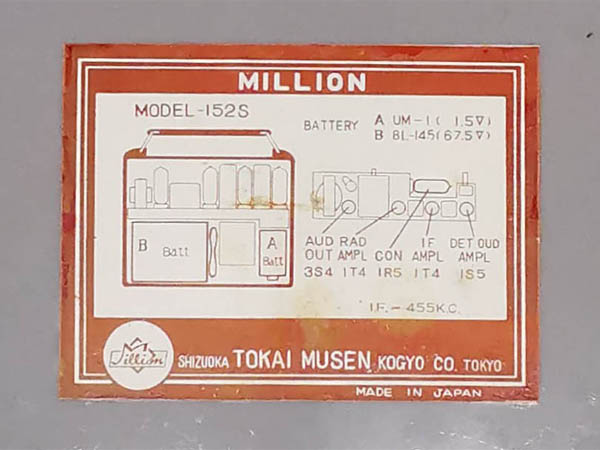 MILLION
MODEL-152S
BATTERY A UM-1( 1.5V)
B BL-145(67.5V)
B Batt
A Batt
AUD RAD IF DET OUD
OUT AMPL CON AMPL AMPL
3S4 1T4 1R5 1T4 1S5
I.F.-455K.C.
Million
SHIZUOKA TOKAI MUSEN KOGYO CO. TOKYO
MADE IN JAPAN